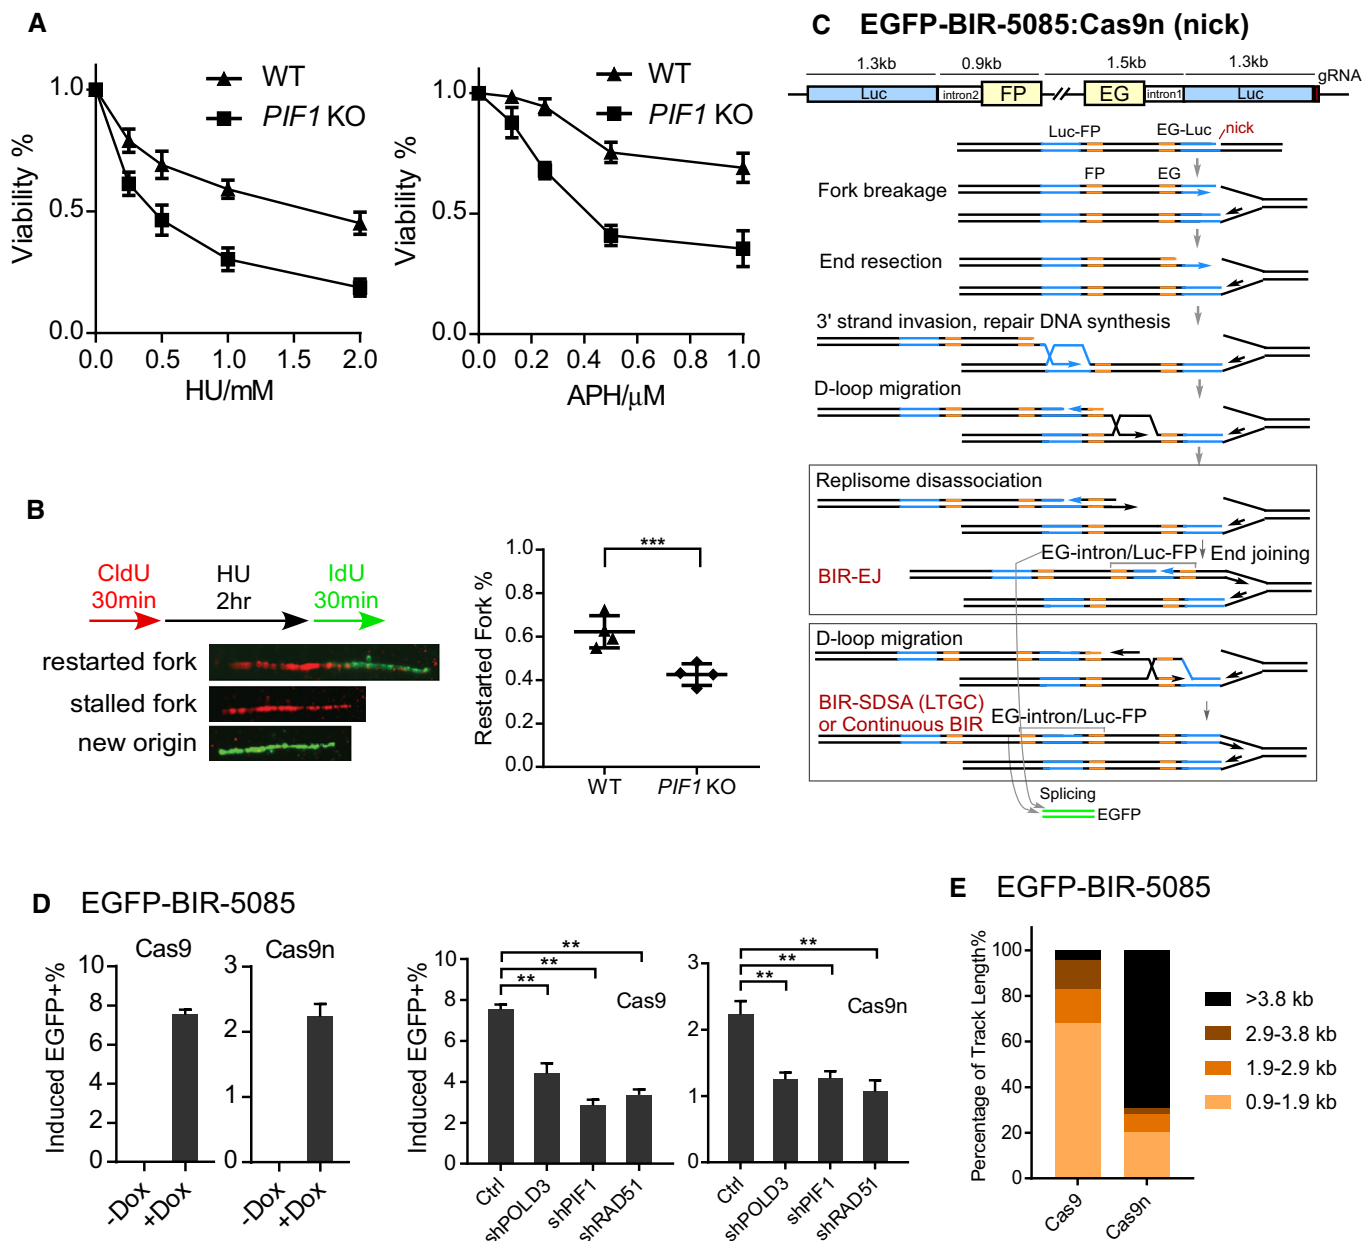 A
WT
PIF1 KO
Viability %
1.0
0.5
0.0
0.0
0.5
1.0
1.5
2.0
HU/mM
WT
PIF1 KO
Viability %
1.0
0.5
0.0
0.0
0.2
0.4
0.6
0.8
1.0
APH/μM
B
CldU
30min
HU
2hr
IdU
30min
restarted fork
stalled fork
new origin
Restarted Fork %
1.0
0.8
0.6
0.4
0.2
0.0
***
WT
PIF1 KO
C EGFP-BIR-5085:Cas9n (nick)
1.3kb
0.9kb
1.5kb
1.3kb
gRNA
Luc
intron2
FP
EG
intron1
Luc
Luc-FP
EG-Luc
nick
FP
EG
Fork breakage
End resection
3' strand invasion, repair DNA synthesis
D-loop migration
Replisome disassociation
EG-intron/Luc-FP
End joining
BIR-EJ
D-loop migration
BIR-SDSA (LTGC)
or Continuous BIR
EG-intron/Luc-FP
Splicing
EGFP
D EGFP-BIR-5085
Cas9
Induced EGFP+%
10
8
6
4
2
0
-Dox
+Dox
Cas9n
3
2
1
0
-Dox
+Dox
Induced EGFP+%
10
8
6
4
2
0
**
**
**
Cas9
Ctrl
shPOLD3
shPIF1
shRAD51
3
2
1
0
**
**
**
Cas9n
Ctrl
shPOLD3
shPIF1
shRAD51
E EGFP-BIR-5085
Percentage of Track Length%
100
80
60
40
20
0
Cas9
Cas9n
>3.8 kb
2.9-3.8 kb
1.9-2.9 kb
0.9-1.9 kb